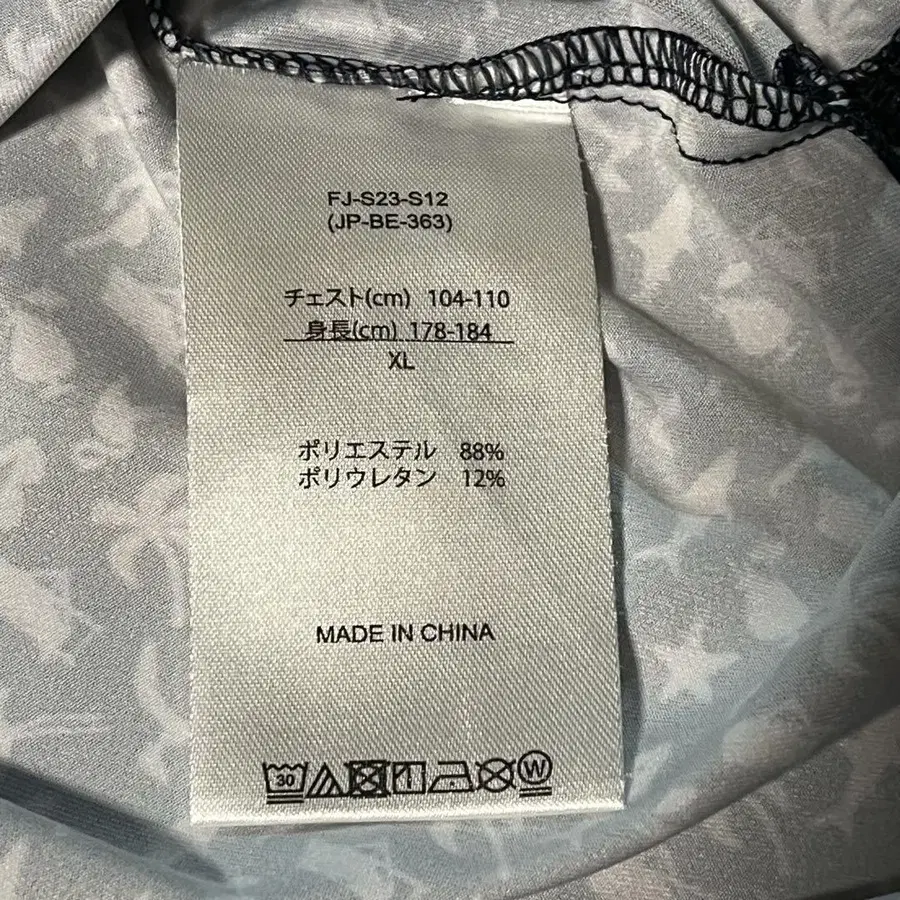 FJ-S23-S12
(JP-BE-363)
チェスト(cm) 104-110
身長(cm) 178-184
XL
ポリエステル 88%
ポリウレタン 12%
MADE IN CHINA
30 W